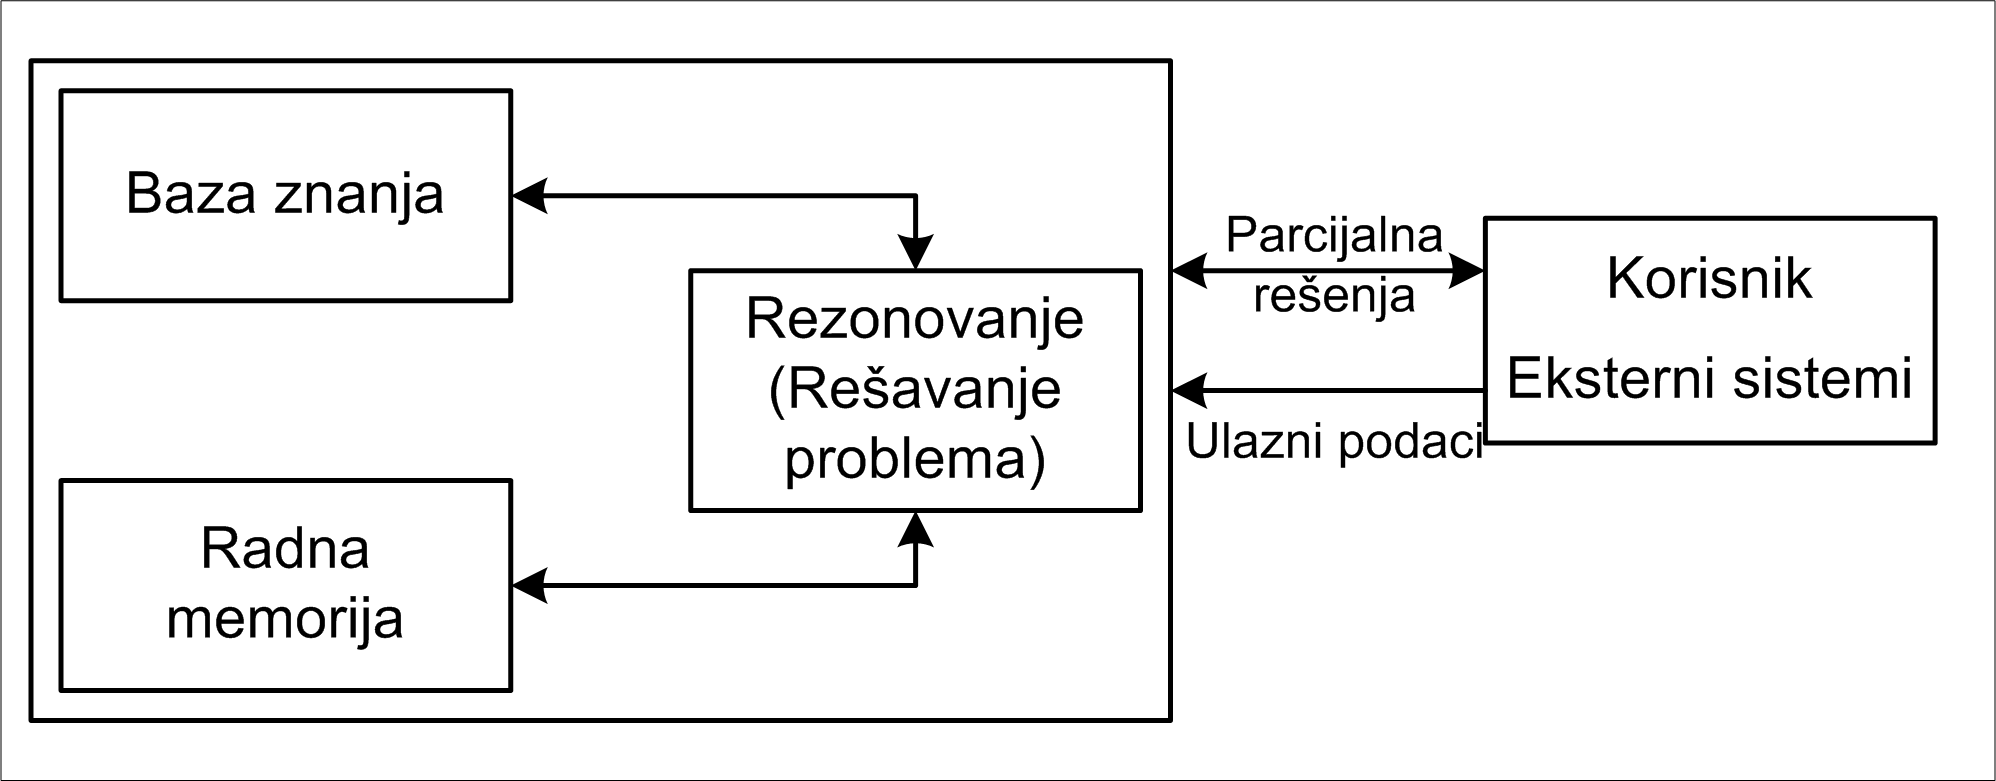 Baza znanja
Radna
memorija
Rezonovanje
(Rešavanje
problema)
Parcijalna
rešenja
Ulazni podaci
Korisnik
Eksterni sistemi